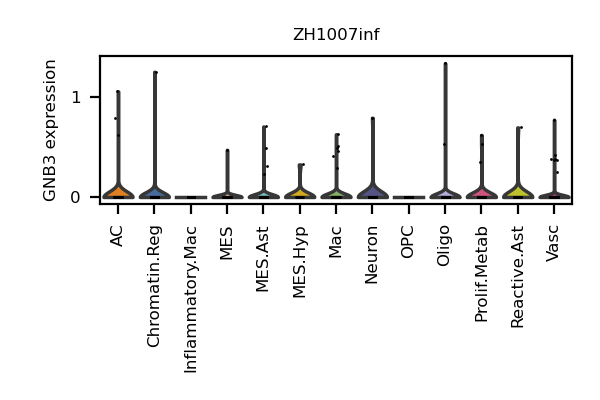 ZH1007inf
GNB3 expression
1
0
AC
Chromatin.Reg
Inflammatory.Mac
MES
MES.Ast
MES.Hyp
Mac
Neuron
OPC
Oligo
Prolif.Metab
Reactive.Ast
Vasc